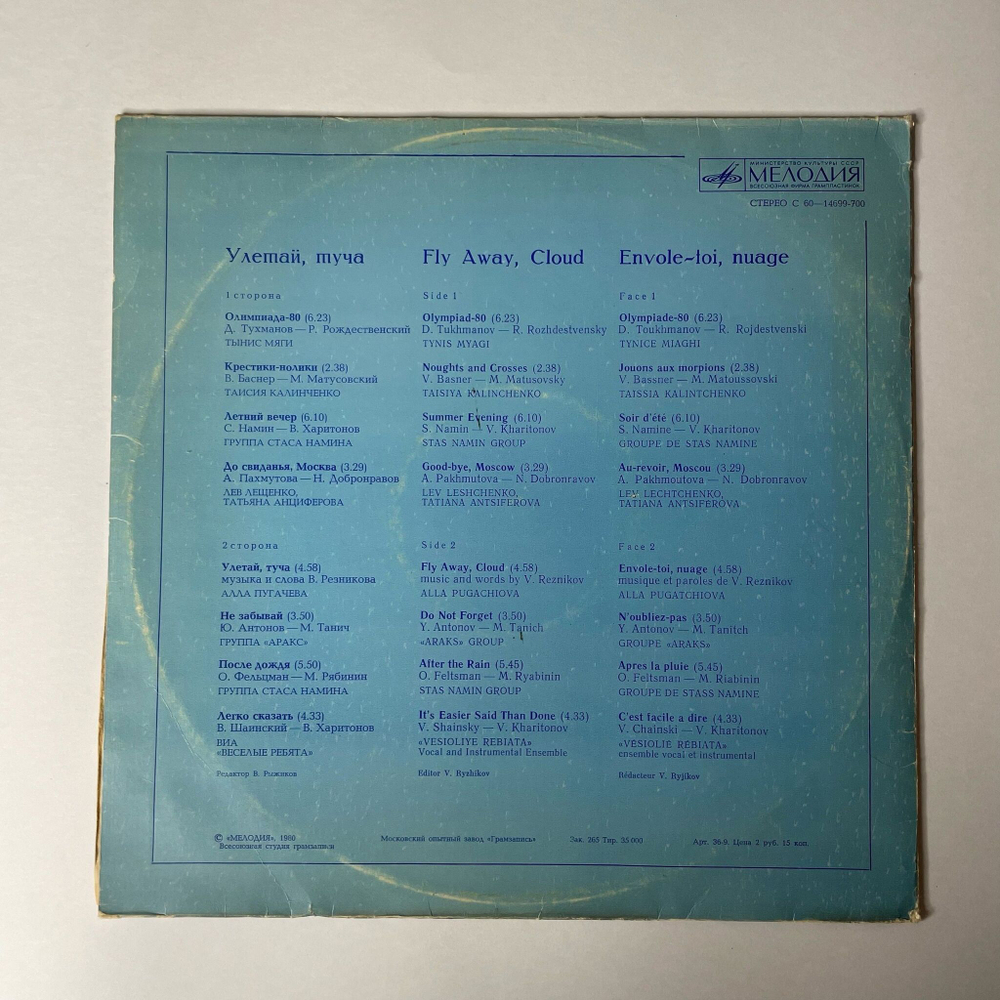 МИНИСТЕРСТВО КУЛЬТУРЫ СССР
МЕЛОДИЯ
ВСЕСОЮЗНАЯ ФИРМА ГРАМПЛАСТИНОК
СТЕРЕО С 60—14699-700
Улетай, туча
1 сторона
Олимпиада-80 (6.23)
Д. Тухманов — Р. Рождественский
ТЫНИС МЯГИ
Крестики-нолики (2.38)
В. Баснер — М. Матусовский
ТАИСИЯ КАЛИНЧЕНКО
Летний вечер (6.10)
С. Намин — В. Харитонов
ГРУППА СТАСА НАМИНА
До свиданья, Москва (3.29)
А. Пахмутова — Н. Добронравов
ЛЕВ ЛЕЩЕНКО,
ТАТЬЯНА АНЦИФЕРОВА
2 сторона
Улетай, туча (4.58)
музыка и слова В. Резникова
АЛЛА ПУГАЧЕВА
Не забывай (3.50)
Ю. Антонов — М. Танич
ГРУППА «АРАКС»
После дождя (5.50)
О. Фельцман — М. Рябинин
ГРУППА СТАСА НАМИНА
Легко сказать (4.33)
В. Шаинский — В. Харитонов
ВИА
«ВЕСЕЛЫЕ РЕБЯТА»
Редактор В. Рыжиков
Fly Away, Cloud
Side 1
Olympiad-80 (6.23)
D. Tukhmanov — R. Rozhdestvensky
TYNIS MYAGI
Noughts and Crosses (2.38)
V. Basner — M. Matusovsky
TAISIYA KALINCHENKO
Summer Evening (6.10)
S. Namin — V. Kharitonov
STAS NAMIN GROUP
Good-bye, Moscow (3.29)
A. Pakhmutova — N. Dobronravov
LEV LESHCHENKO,
TATIANA ANTSIFEROVA
Side 2
Fly Away, Cloud (4.58)
music and words by V. Reznikov
ALLA PUGACHIOVA
Do Not Forget (3.50)
Y. Antonov — M. Tanich
«ARAKS» GROUP
After the Rain (5.45)
O. Feltsman — M. Ryabinin
STAS NAMIN GROUP
It's Easier Said Than Done (4.33)
V. Shainsky — V. Kharitonov
«VESIOLIYE REBIATA»
Vocal and Instrumental Ensemble
Editor V. Ryzhikov
Envole-toi, nuage
Face 1
Olympiade-80 (6.23)
D. Toukhmanov — R. Rojdestvenski
TYNICE MIAGHI
Jouons aux morpions (2.38)
V. Bassner — M. Matoussovski
TAISSIA KALINTCHENKO
Soir d'été (6.10)
S. Namine — V. Kharitonov
GROUPE DE STAS NAMINE
Au-revoir, Moscou (3.29)
A. Pakhmoutova — N. Dobronravov
LEV LECHTCHENKO,
TATIANA ANTSIFEROVA
Face 2
Envole-toi, nuage (4.58)
musique et paroles de V. Reznikov
ALLA PUGATCHIOVA
N'oubliez-pas (3.50)
Y. Antonov — M. Tanitch
GROUPE «ARAKS»
Apres la pluie (5.45)
O. Feltsman — M. Riabinin
GROUPE DE STASS NAMINE
C'est facile a dire (4.33)
V. Chainski — V. Kharitonov
«VESIOLIE REBIATA»
ensemble vocal et instrumental
Rédacteur V. Ryjikov
© «МЕЛОДИЯ», 1980
Всесоюзная студия грамзаписи
Московский опытный завод «Грамзапись»
Зак. 265 Тир. 35 000
Арт. 36.9. Цена 2 руб. 15 коп.